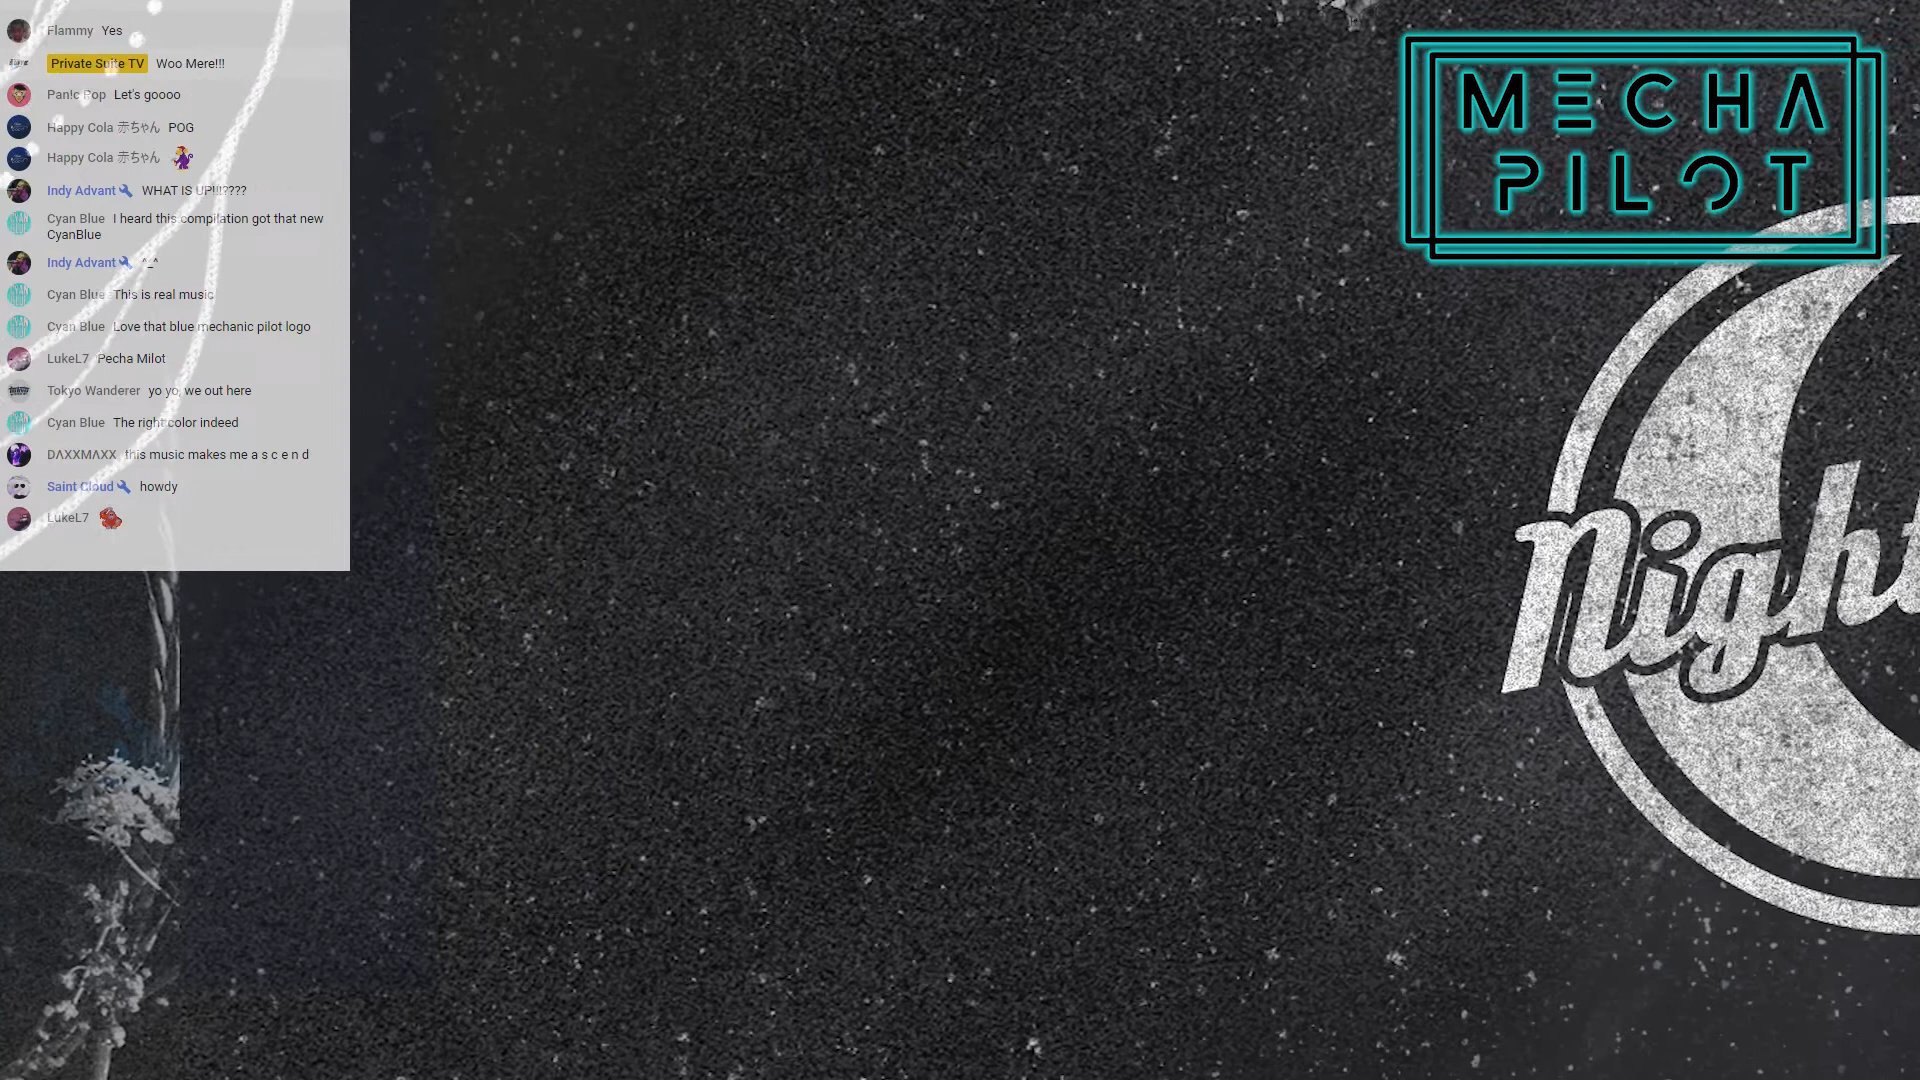 Flammy Yes
Private Suite TV Woo Mere!!!
Pan!c Pop Let's goooo
Happy Cola 赤ちゃん POG
Happy Cola 赤ちゃん
Indy Advant WHAT IS UP!!!????
Cyan Blue I heard this compilation got that new
CyanBlue
Indy Advant ^_^
Cyan Blue This is real music
Cyan Blue Love that blue mechanic pilot logo
LukeL7 Pecha Milot
Tokyo Wanderer yo yo, we out here
Cyan Blue The right color indeed
DΛXXMΛXX this music makes me a s c e n d
Saint Cloud howdy
LukeL7
MECHA
PILOT
Night